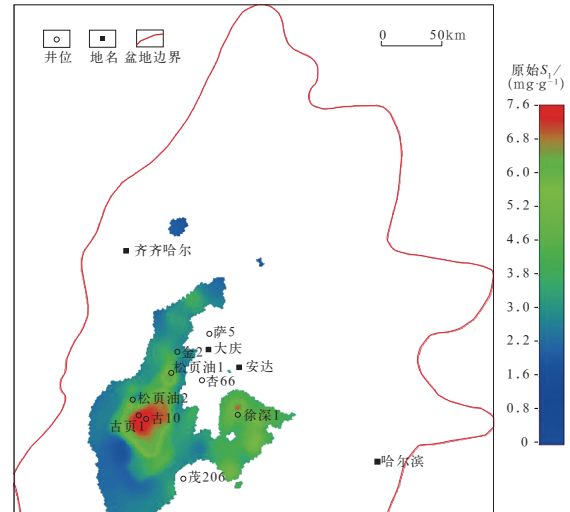 井位 地名 盆地边界
0 50km
原始S₁/
(mg·g⁻¹)
7.6
6.8
6.0
5.2
4.6
3.8
3.0
2.2
1.6
0.8
0
齐齐哈尔
萨5
大庆
金2
松页油1
安达
杏66
松页油2
古10
古页1
徐深1
哈尔滨
茂206